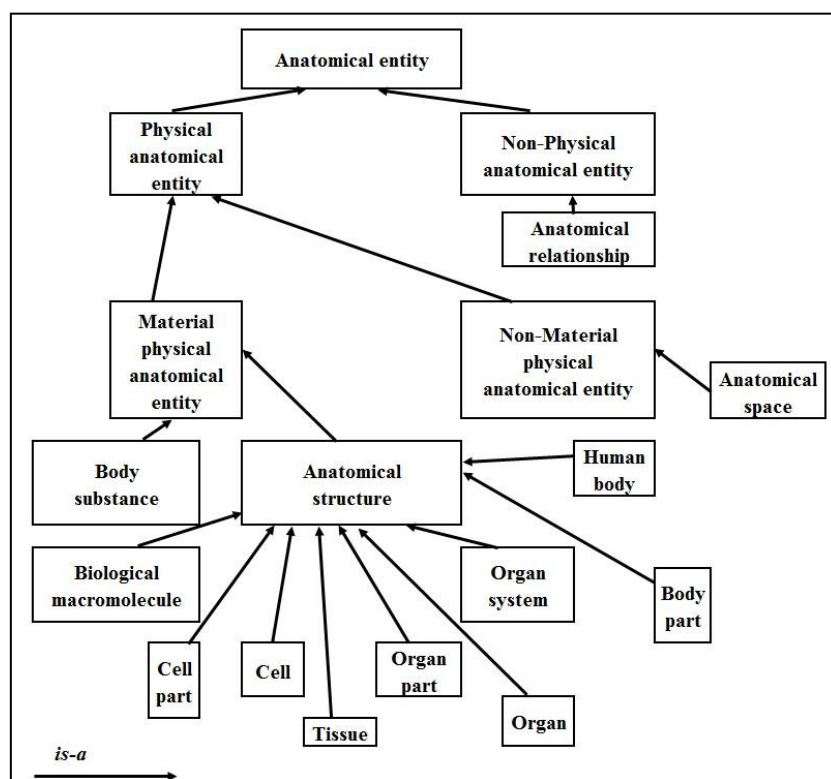 Anatomical entity
Physical
anatomical
entity
Non-Physical
anatomical entity
Anatomical
relationship
Material
physical
anatomical
entity
Non-Material
physical
anatomical entity
Anatomical
space
Body
substance
Anatomical
structure
Human
body
Biological
macromolecule
Organ
system
Body
part
Cell
part
Cell
Organ
part
Tissue
Organ
is-a